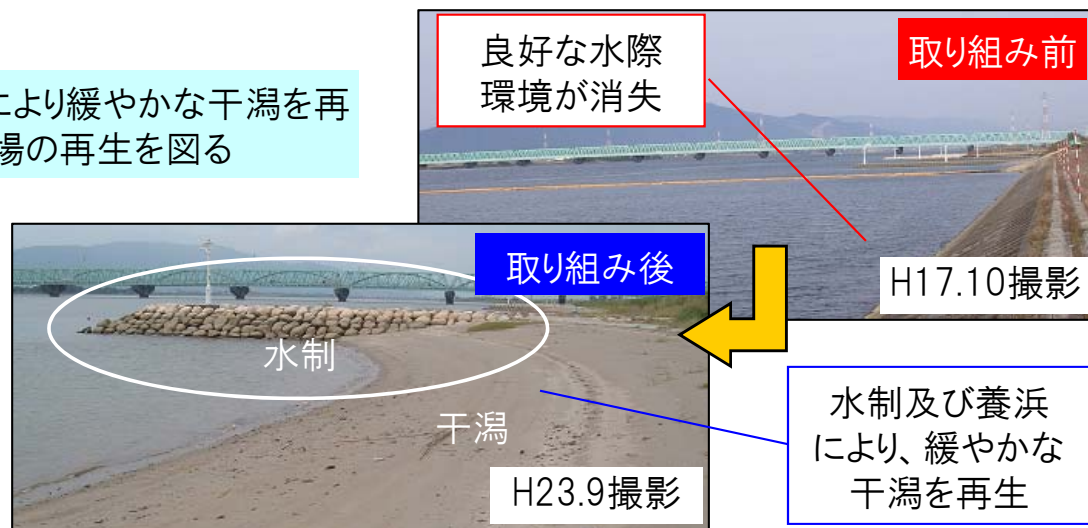 により緩やかな干潟を再
場の再生を図る
良好な水際
環境が消失
取り組み前
H17.10撮影
取り組み後
水制
干潟
H23.9撮影
水制及び養浜
により、緩やかな
干潟を再生